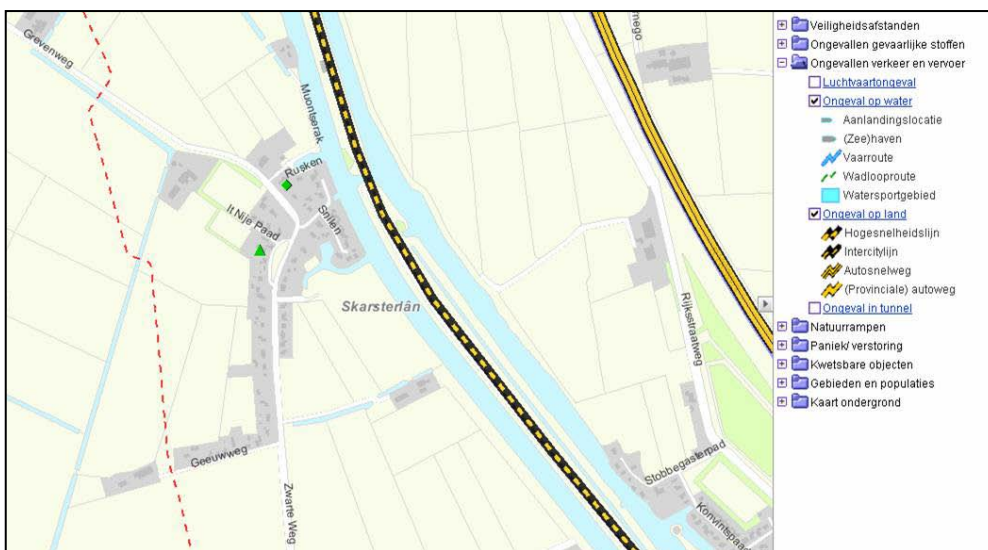 Grevenweg
Muontserak
Rusken
Snilen
It Nije Paad
Skarsterlân
Rijksstraatweg
Geeuwweg
Zwarte Weg
Stobbegasterpad
Konvintspaad
Veiligheidsafstanden
Ongevallen gevaarlijke stoffen
Ongevallen verkeer en vervoer
Luchtvaartongeval
Ongeval op water
Aanlandingslocatie
(Zee)haven
Vaarroute
Wadlooproute
Watersportgebied
Ongeval op land
Hogesnelheidslijn
Intercitylijn
Autosnelweg
(Provinciale) autoweg
Ongeval in tunnel
Natuurrampen
Paniek/ verstoring
Kwetsbare objecten
Gebieden en populaties
Kaart ondergrond